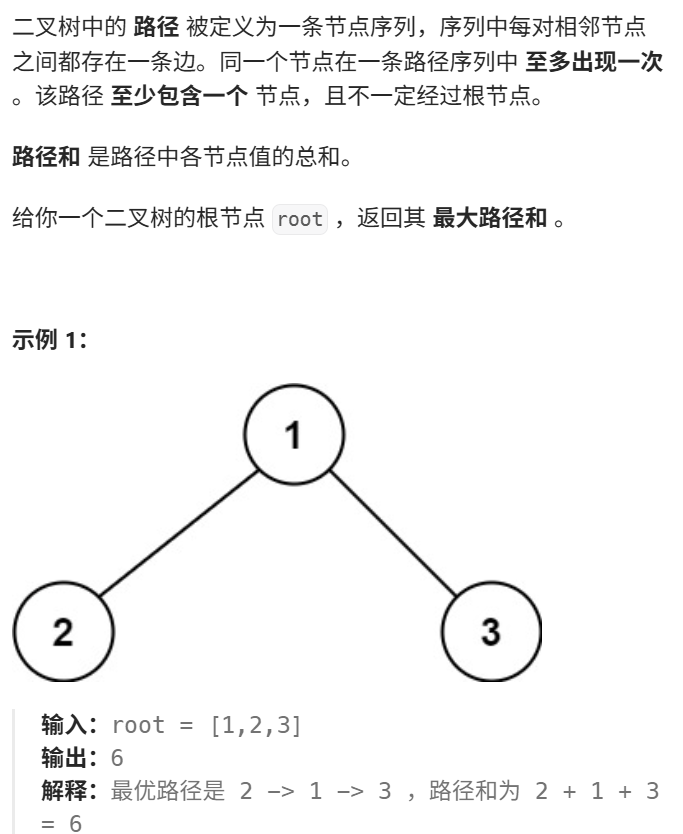 二叉树中的 路径 被定义为一条节点序列，序列中每对相邻节点
之间都存在一条边。同一个节点在一条路径序列中 至多出现一次
。该路径 至少包含一个 节点，且不一定经过根节点。
路径和 是路径中各节点值的总和。
给你一个二叉树的根节点 root ，返回其 最大路径和 。
示例 1：
1
2 3
输入：root = [1,2,3]
输出：6
解释：最优路径是 2 –> 1 –> 3 ，路径和为 2 + 1 + 3
= 6